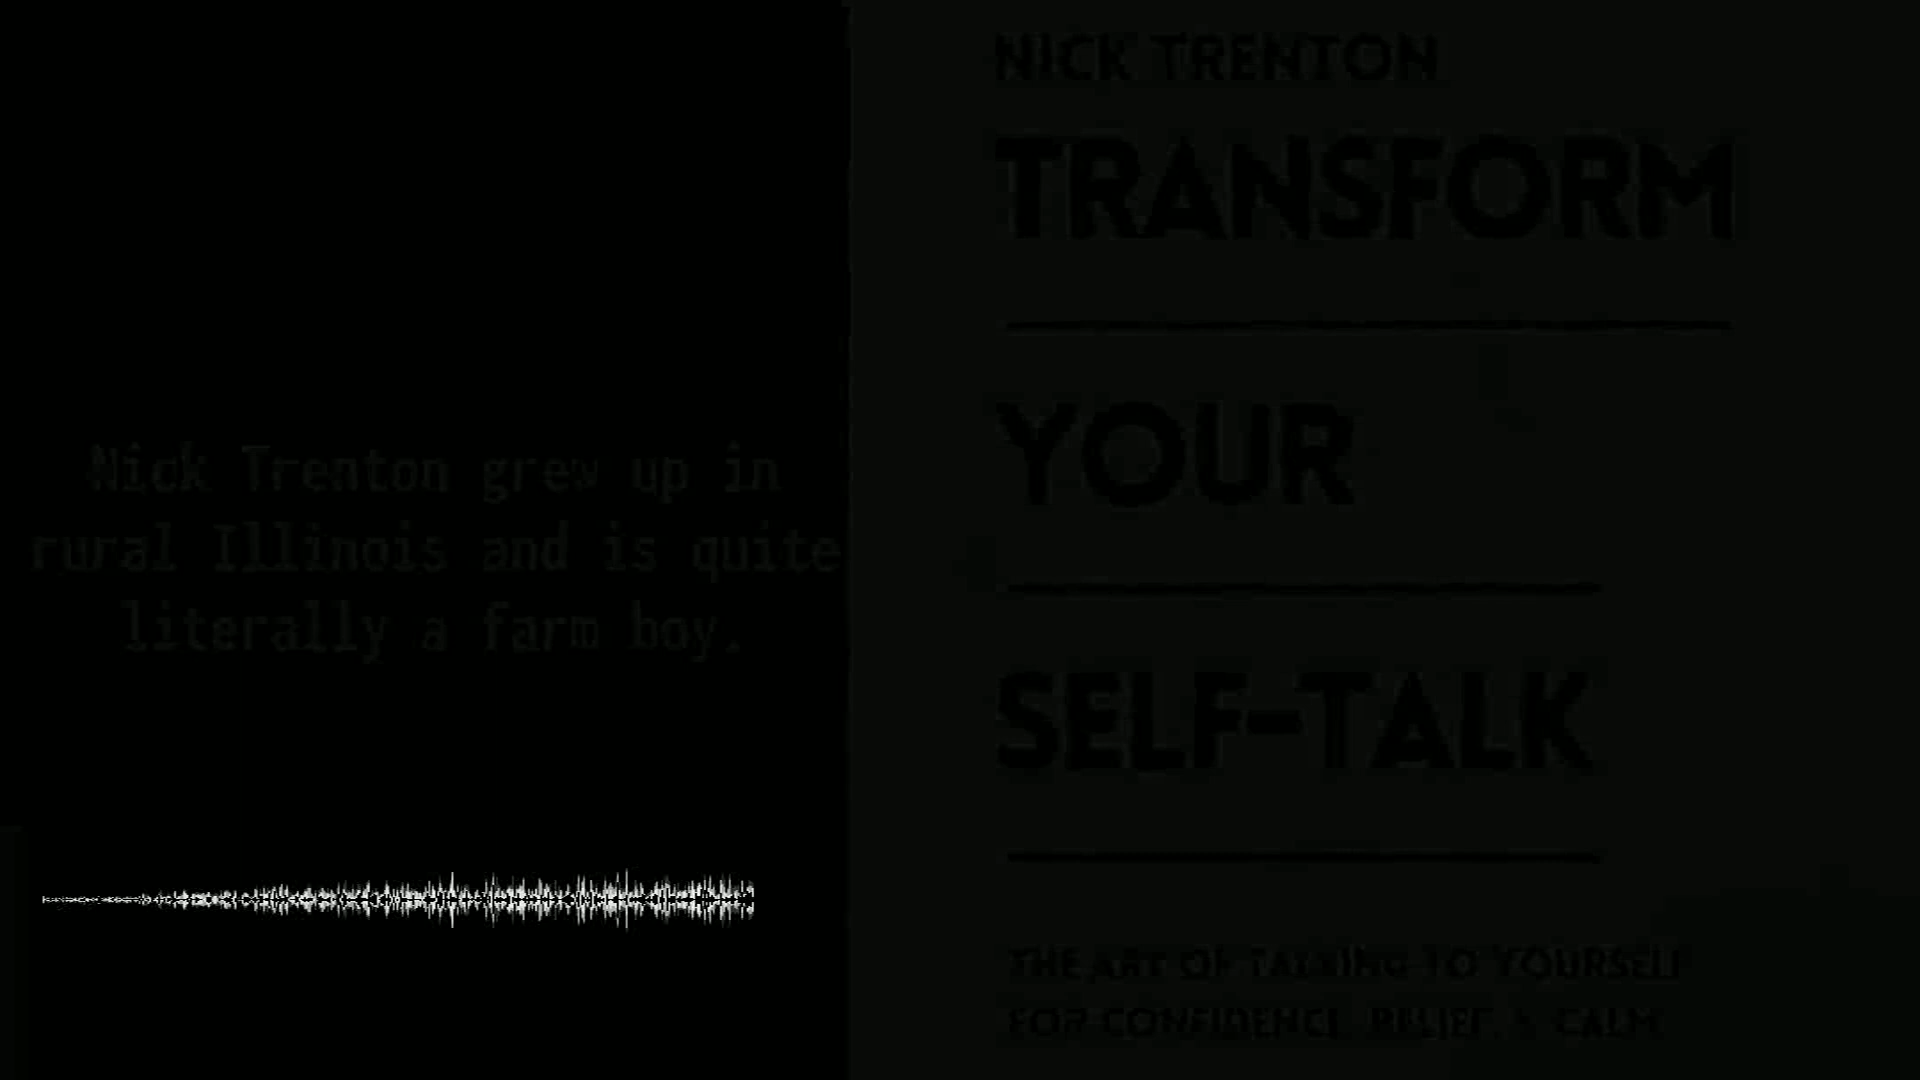 Nick Trenton grew up in
rural Illinois and is quite
literally a farm boy.
NICK TRENTON
TRANSFORM
YOUR
SELF-TALK
THE ART OF TALKING TO YOURSELF
FOR CONFIDENCE, RELIEF, & CALM